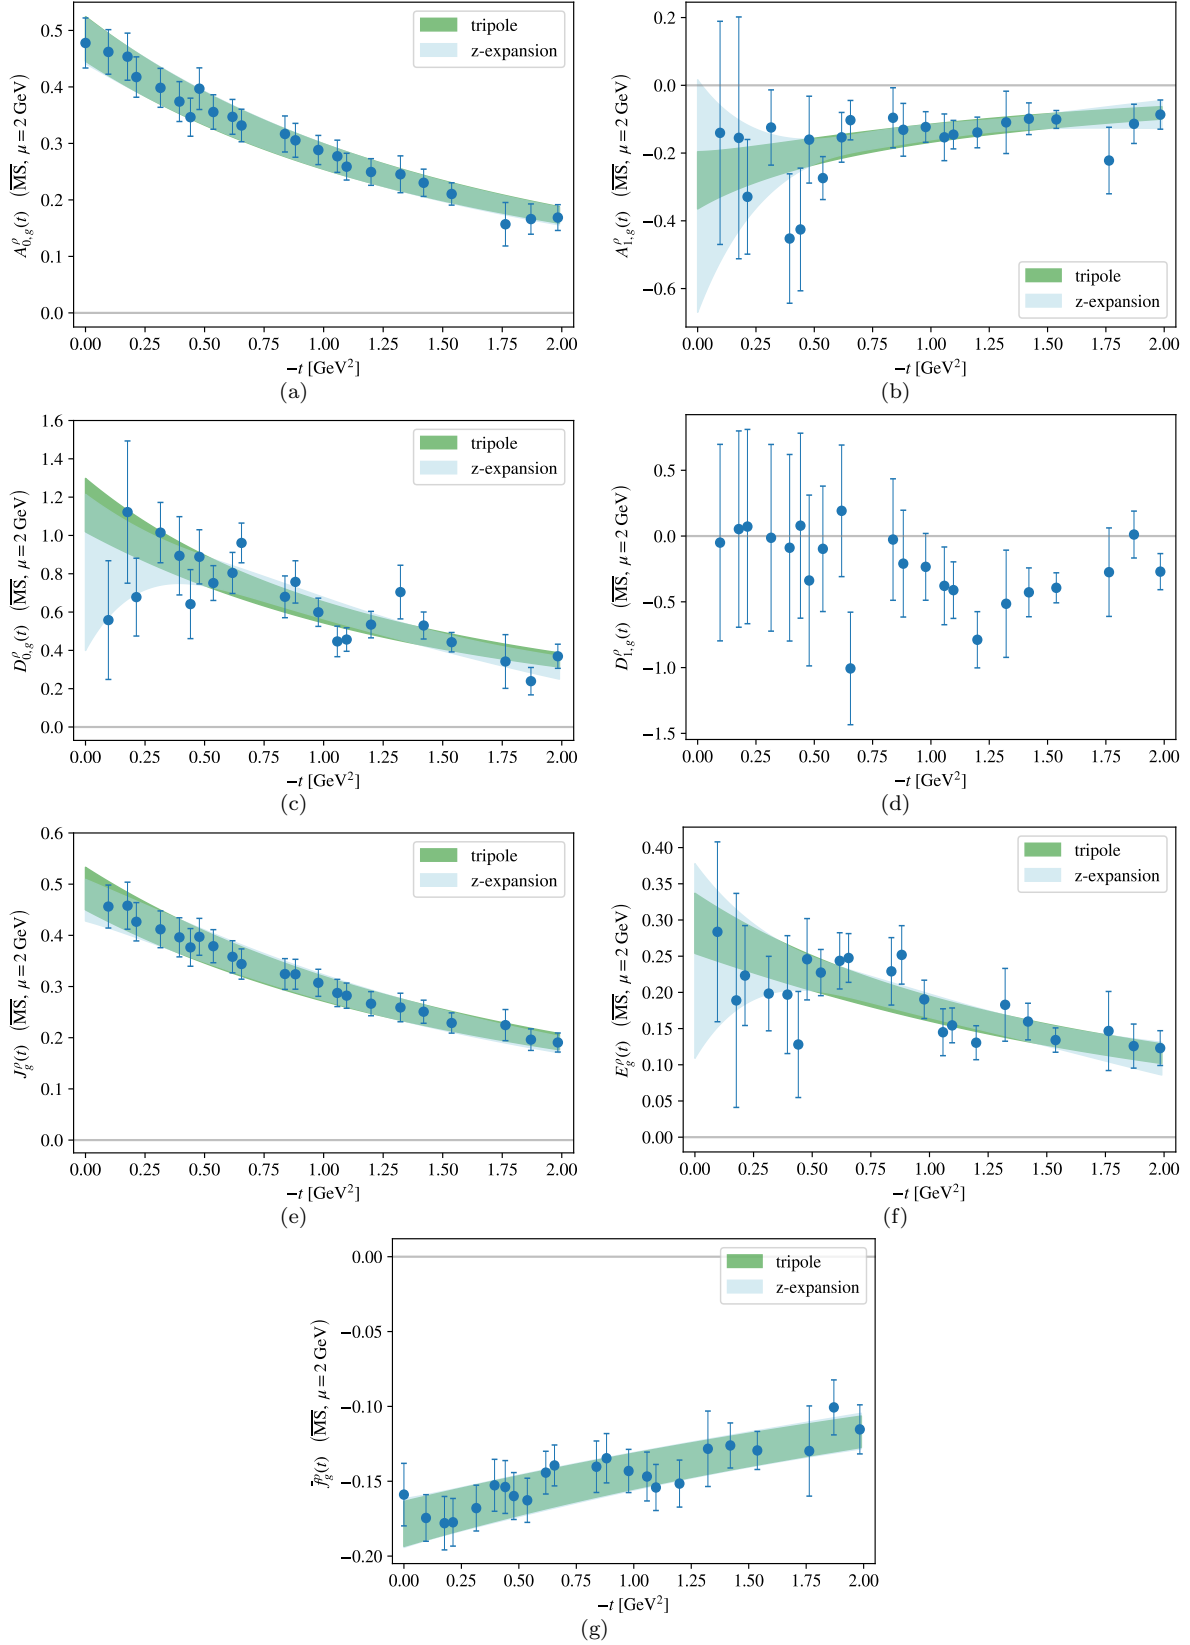 0.5
0.4
0.3
0.2
0.1
0.0
A^ρ_{0,g}(t) (\overline{MS}, μ = 2 GeV)
tripole
z-expansion
0.00 0.25 0.50 0.75 1.00 1.25 1.50 1.75 2.00
−t [GeV²]
(a)
0.2
0.0
−0.2
−0.4
−0.6
A^ρ_{1,g}(t) (\overline{MS}, μ = 2 GeV)
tripole
z-expansion
0.00 0.25 0.50 0.75 1.00 1.25 1.50 1.75 2.00
−t [GeV²]
(b)
1.6
1.4
1.2
1.0
0.8
0.6
0.4
0.2
0.0
D^ρ_{0,g}(t) (\overline{MS}, μ = 2 GeV)
tripole
z-expansion
0.00 0.25 0.50 0.75 1.00 1.25 1.50 1.75 2.00
−t [GeV²]
(c)
0.5
0.0
−0.5
−1.0
−1.5
D^ρ_{1,g}(t) (\overline{MS}, μ = 2 GeV)
0.00 0.25 0.50 0.75 1.00 1.25 1.50 1.75 2.00
−t [GeV²]
(d)
0.6
0.5
0.4
0.3
0.2
0.1
0.0
J^ρ_g(t) (\overline{MS}, μ = 2 GeV)
tripole
z-expansion
0.00 0.25 0.50 0.75 1.00 1.25 1.50 1.75 2.00
−t [GeV²]
(e)
0.40
0.35
0.30
0.25
0.20
0.15
0.10
0.05
0.00
E^ρ_g(t) (\overline{MS}, μ = 2 GeV)
tripole
z-expansion
0.00 0.25 0.50 0.75 1.00 1.25 1.50 1.75 2.00
−t [GeV²]
(f)
0.00
−0.05
−0.10
−0.15
−0.20
\bar{f}^ρ_g(t) (\overline{MS}, μ = 2 GeV)
tripole
z-expansion
0.00 0.25 0.50 0.75 1.00 1.25 1.50 1.75 2.00
−t [GeV²]
(g)